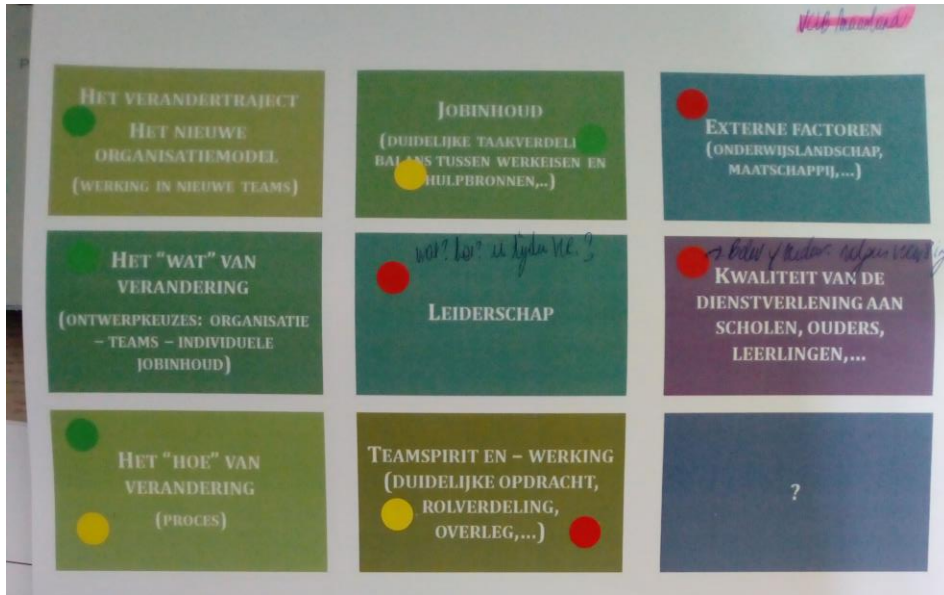 HET VERANDERTRAJECT
HET NIEUWE
ORGANISATIEMODEL
(WERKING IN NIEUWE TEAMS)
JOBINHOUD
(DUIDELIJKE TAAKVERDELI
BALANS TUSSEN WERKEISEN EN
HULPBRONNEN,..)
EXTERNE FACTOREN
(ONDERWIJSLANDSCHAP,
MAATSCHAPPIJ,...)
HET "WAT" VAN
VERANDERING
(ONTWERPKEUZES: ORGANISATIE
– TEAMS – INDIVIDUELE
JOBINHOUD)
wat? hoe?
LEIDERSCHAP
KWALITEIT VAN DE
DIENSTVERLENING AAN
SCHOLEN, OUDERS,
LEERLINGEN,...
HET "HOE" VAN
VERANDERING
(PROCES)
TEAMSPIRIT EN – WERKING
(DUIDELIJKE OPDRACHT,
ROLVERDELING,
OVERLEG,...)
?